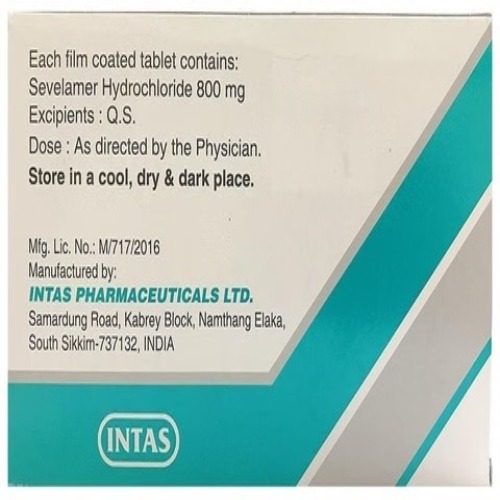 Each film coated tablet contains:
Sevelamer Hydrochloride 800 mg
Excipients : Q.S.
Dose : As directed by the Physician.
Store in a cool, dry & dark place.
Mfg. Lic. No.: M/717/2016
Manufactured by:
INTAS PHARMACEUTICALS LTD.
Samardung Road, Kabrey Block, Namthang Elaka,
South Sikkim-737132, INDIA
INTAS